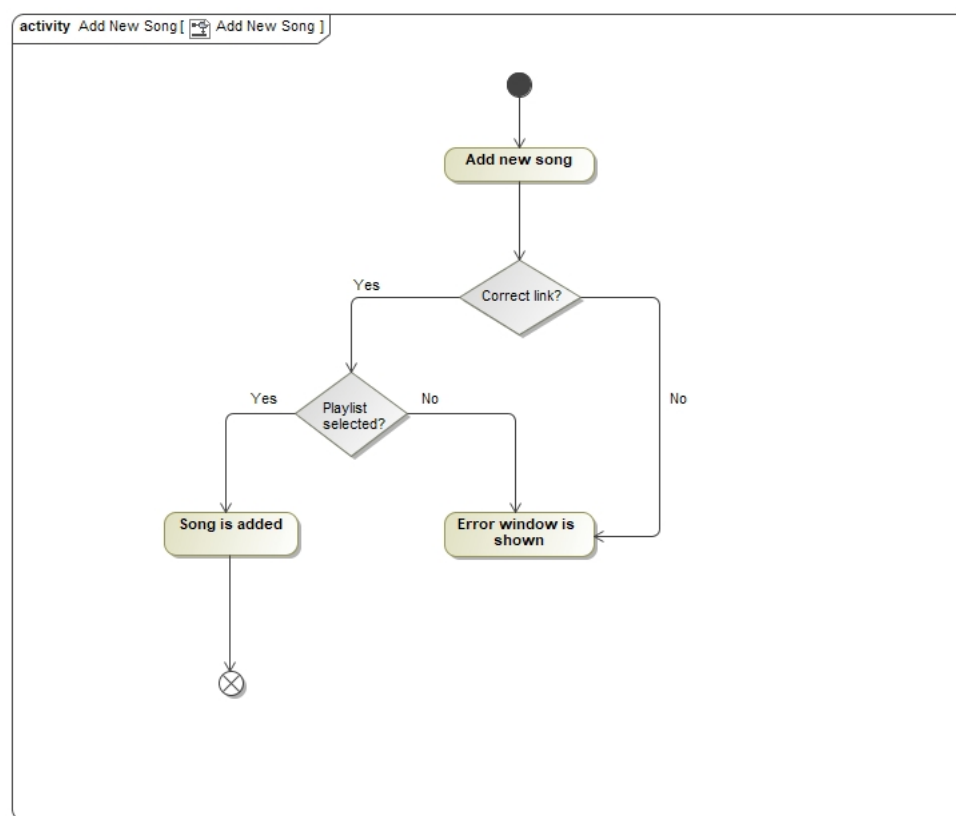 activity Add New Song [ Add New Song ]
Add new song
Correct link?
Yes
No
Playlist
selected?
Yes
No
Song is added
Error window is
shown